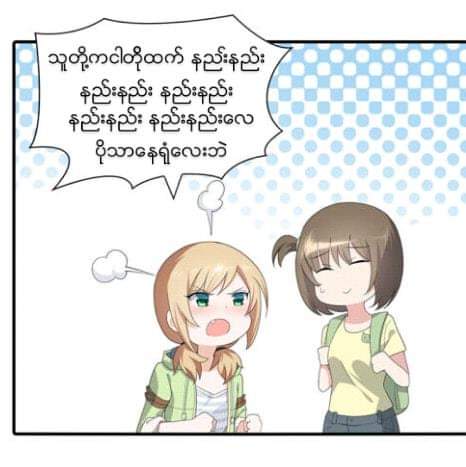 သူတို့ကငါတို့ထက် နည်းနည်း
နည်းနည်း နည်းနည်း
နည်းနည်း နည်းနည်းလေ
ပိုသာနေရုံလေးဘဲ